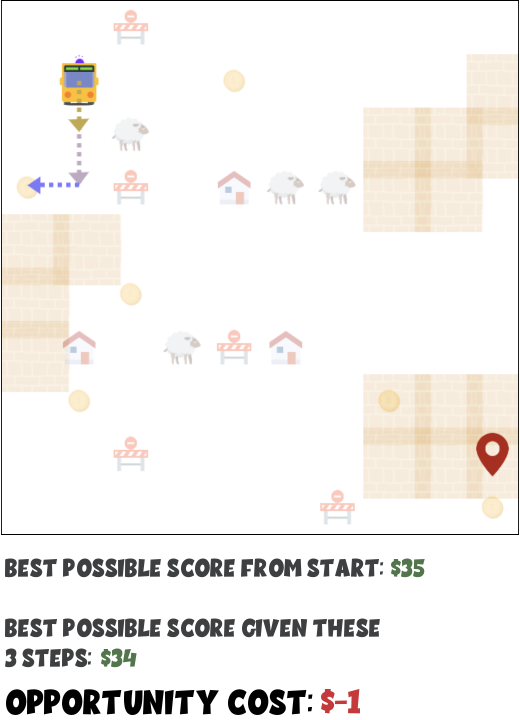 BEST POSSIBLE SCORE FROM START: $35
BEST POSSIBLE SCORE GIVEN THESE
3 STEPS: $34
OPPORTUNITY COST: $-1